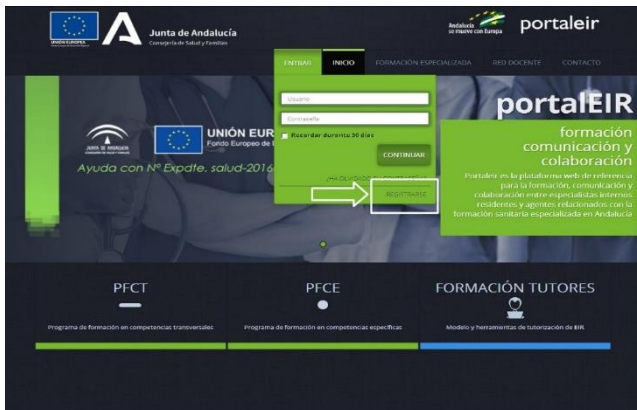 UNIÓN EUROPEA
Junta de Andalucía
Consejería de Salud y Familias
Andalucía
se mueve con Europa
portaleir
ENTRAR
INICIO
FORMACIÓN ESPECIALIZADA
RED DOCENTE
CONTACTO
Usuario
Contraseña
Recordar durante 30 días
CONTINUAR
REGISTRARSE
JUNTA DE ANDALUCÍA
UNIÓN EUR
Fondo Europeo de
Ayuda con Nº Expdte. salud-2016
portalEIR
formación
comunicación y
colaboración
Portaleir es la plataforma web de referencia
para la formación, comunicación y
colaboración entre especialistas internos
residentes y agentes relacionados con la
formación sanitaria especializada en Andalucía
PFCT
Programa de formación en competencias transversales
PFCE
Programa de formación en competencias específicas
FORMACIÓN TUTORES
Modelo y herramientas de tutorización de EIR